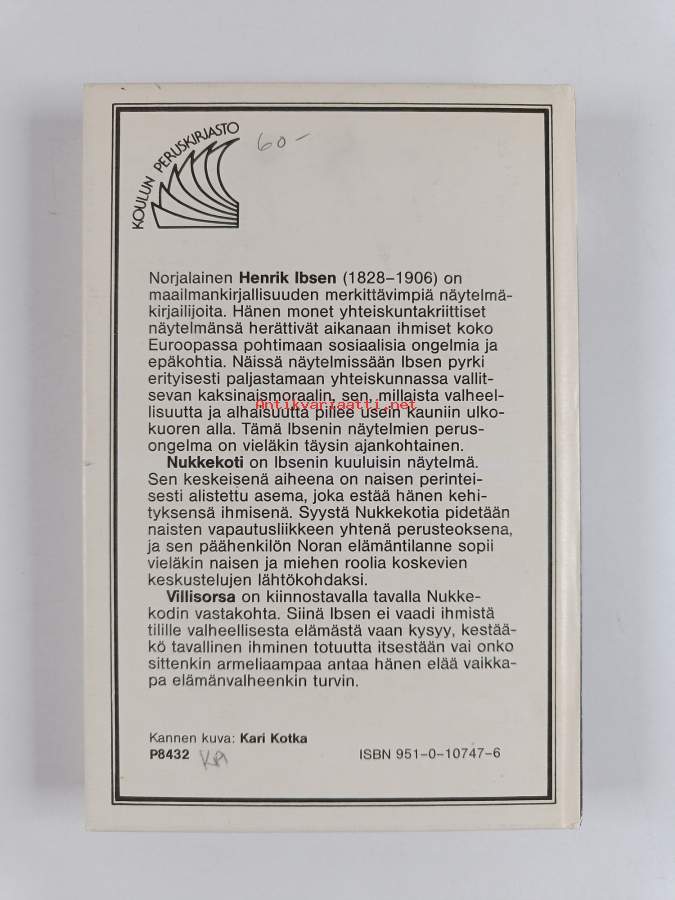 KOULUN PERUSKIRJASTO
60-
Norjalainen Henrik Ibsen (1828–1906) on
maailmankirjallisuuden merkittävimpiä näytelmä-
kirjailijoita. Hänen monet yhteiskuntakriittiset
näytelmänsä herättivät aikanaan ihmiset koko
Euroopassa pohtimaan sosiaalisia ongelmia ja
epäkohtia. Näissä näytelmissään Ibsen pyrki
erityisesti paljastamaan yhteiskunnassa vallit-
sevan kaksinaismoraalin, sen, millaista valheel-
Antikvariaatti.net
lisuutta ja alhaisuutta piilee usein kauniin ulko-
kuoren alla. Tämä Ibsenin näytelmien perus-
ongelma on vieläkin täysin ajankohtainen.
Nukkekoti on Ibsenin kuuluisin näytelmä.
Sen keskeisenä aiheena on naisen perintei-
sesti alistettu asema, joka estää hänen kehi-
tyksensä ihmisenä. Syystä Nukkekotia pidetään
naisten vapautusliikkeen yhtenä perusteoksena,
ja sen päähenkilön Noran elämäntilanne sopii
vieläkin naisen ja miehen roolia koskevien
keskustelujen lähtökohdaksi.
Villisorsa on kiinnostavalla tavalla Nukke-
kodin vastakohta. Siinä Ibsen ei vaadi ihmistä
tilille valheellisesta elämästä vaan kysyy, kestää-
kö tavallinen ihminen totuutta itsestään vai onko
sittenkin armeliaampaa antaa hänen elää vaikka-
pa elämänvalheenkin turvin.
Kannen kuva: Kari Kotka
P8432
ISBN 951–0–10747–6